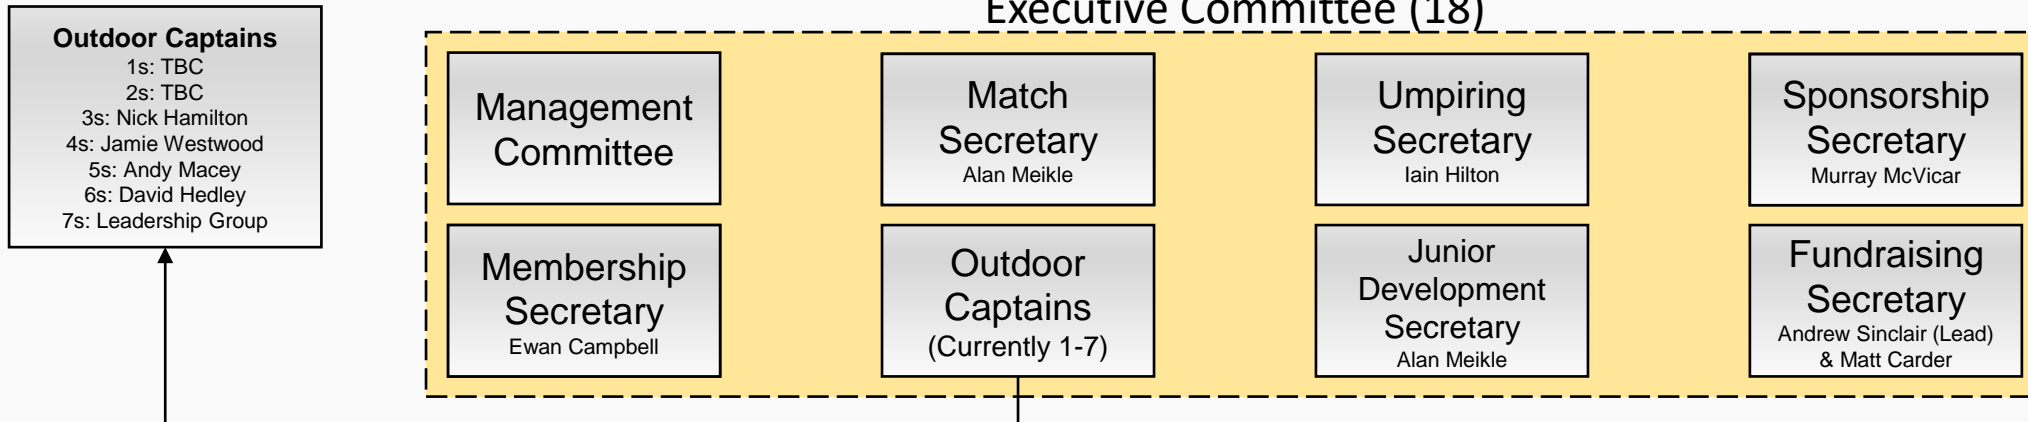 Executive Committee (18)
Outdoor Captains
1s: TBC
2s: TBC
3s: Nick Hamilton
4s: Jamie Westwood
5s: Andy Macey
6s: David Hedley
7s: Leadership Group
Management
Committee
Match
Secretary
Alan Meikle
Umpiring
Secretary
Iain Hilton
Sponsorship
Secretary
Murray McVicar
Membership
Secretary
Ewan Campbell
Outdoor
Captains
(Currently 1-7)
Junior
Development
Secretary
Alan Meikle
Fundraising
Secretary
Andrew Sinclair (Lead)
& Matt Carder